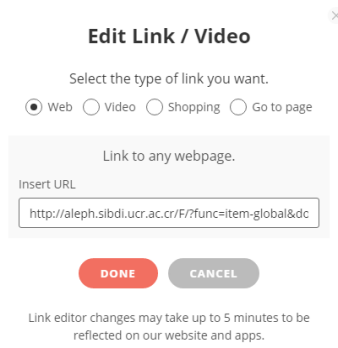 Edit Link / Video
Select the type of link you want.
Web Video Shopping Go to page
Link to any webpage.
Insert URL
http://aleph.sibdi.ucr.ac.cr/F/?func=item-global&dc
DONE CANCEL
Link editor changes may take up to 5 minutes to be
reflected on our website and apps.